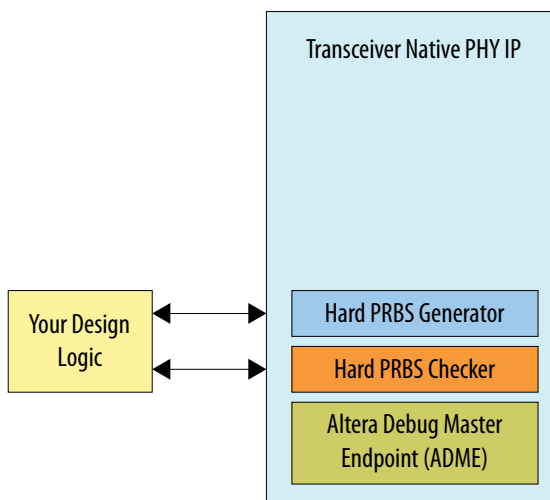 Transceiver Native PHY IP
Your Design
Logic
Hard PRBS Generator
Hard PRBS Checker
Altera Debug Master
Endpoint (ADME)